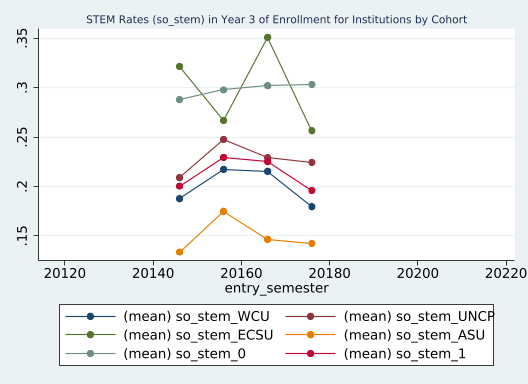 STEM Rates (so_stem) in Year 3 of Enrollment for Institutions by Cohort
.35
.3
.25
.2
.15
20120 20140 20160 20180 20200 20220
entry_semester
(mean) so_stem_WCU (mean) so_stem_UNCP
(mean) so_stem_ECSU (mean) so_stem_ASU
(mean) so_stem_0 (mean) so_stem_1